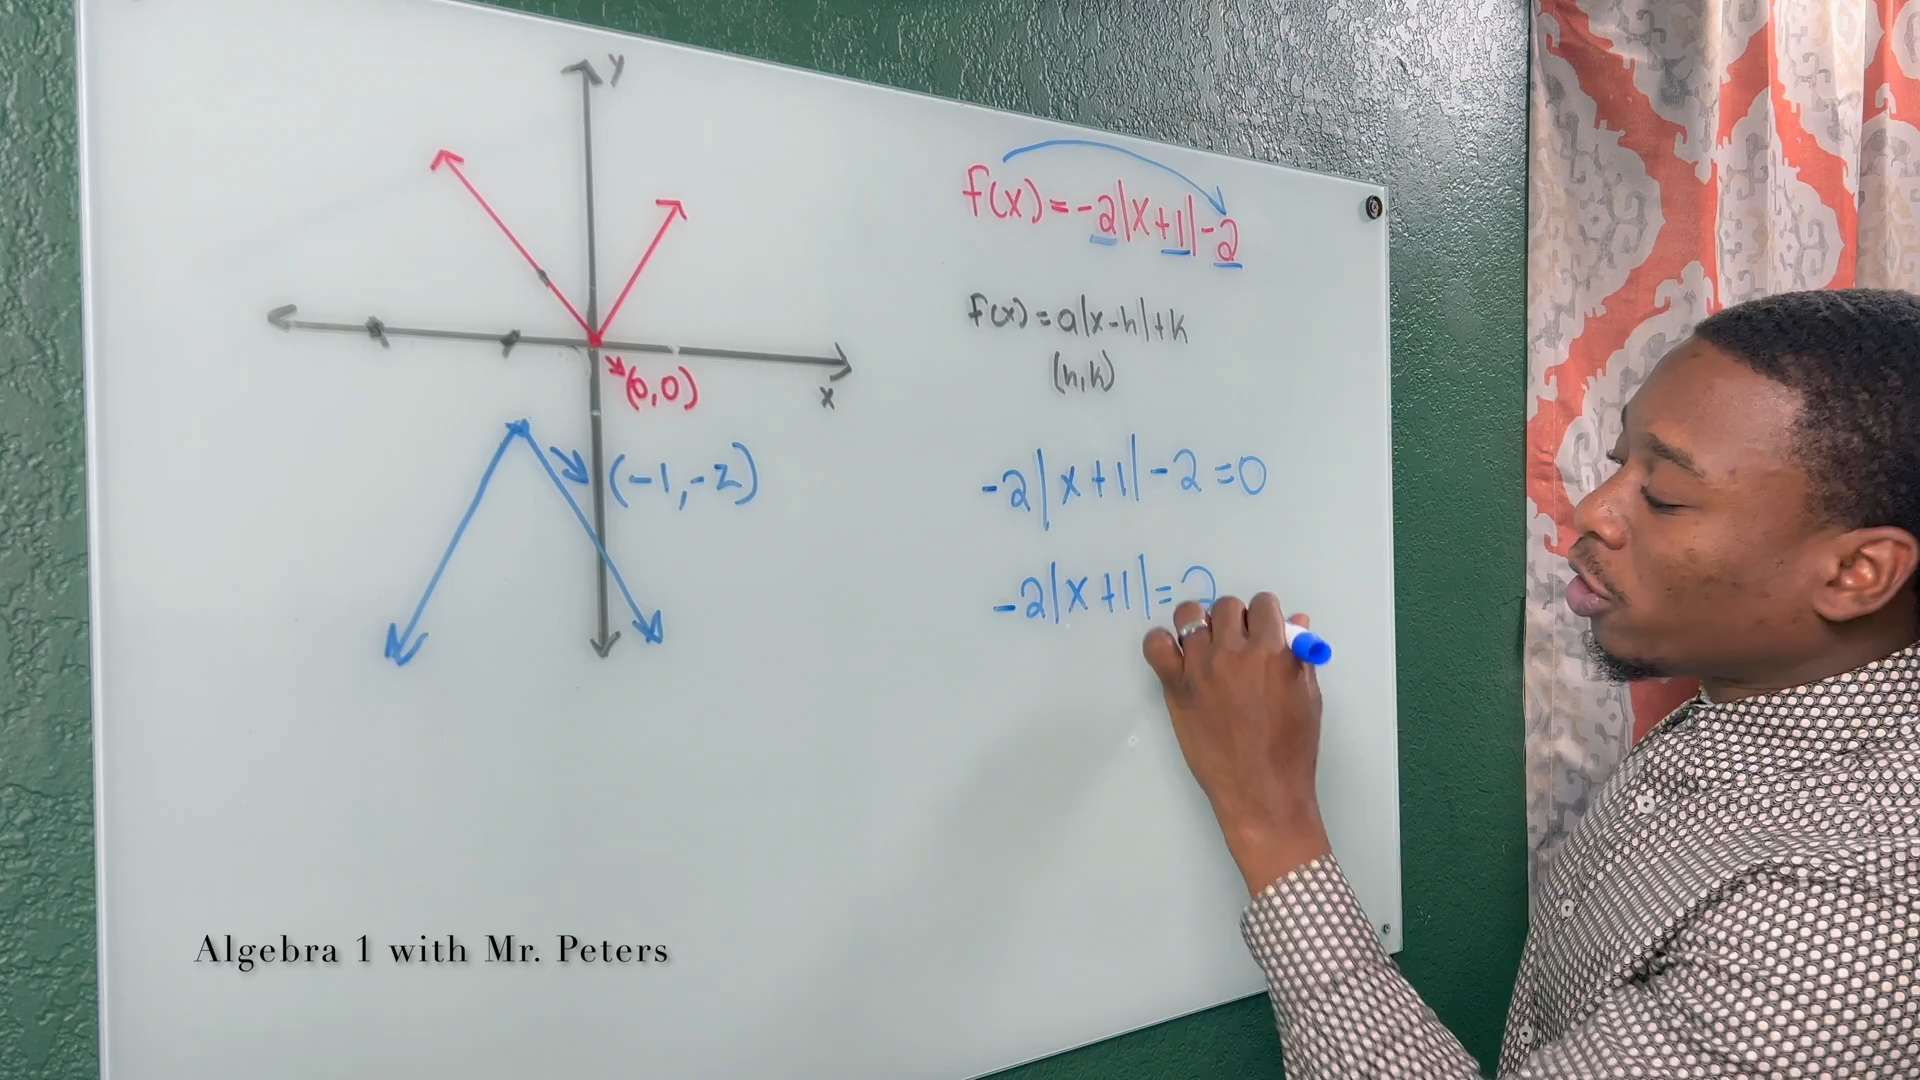 y
f(x) = -2|x+1|-2
f(x) = a|x-h|+k
(h,k)
x
(0,0)
-2|x+1|-2=0
(-1,-2)
-2|x+1|=2
Algebra 1 with Mr. Peters